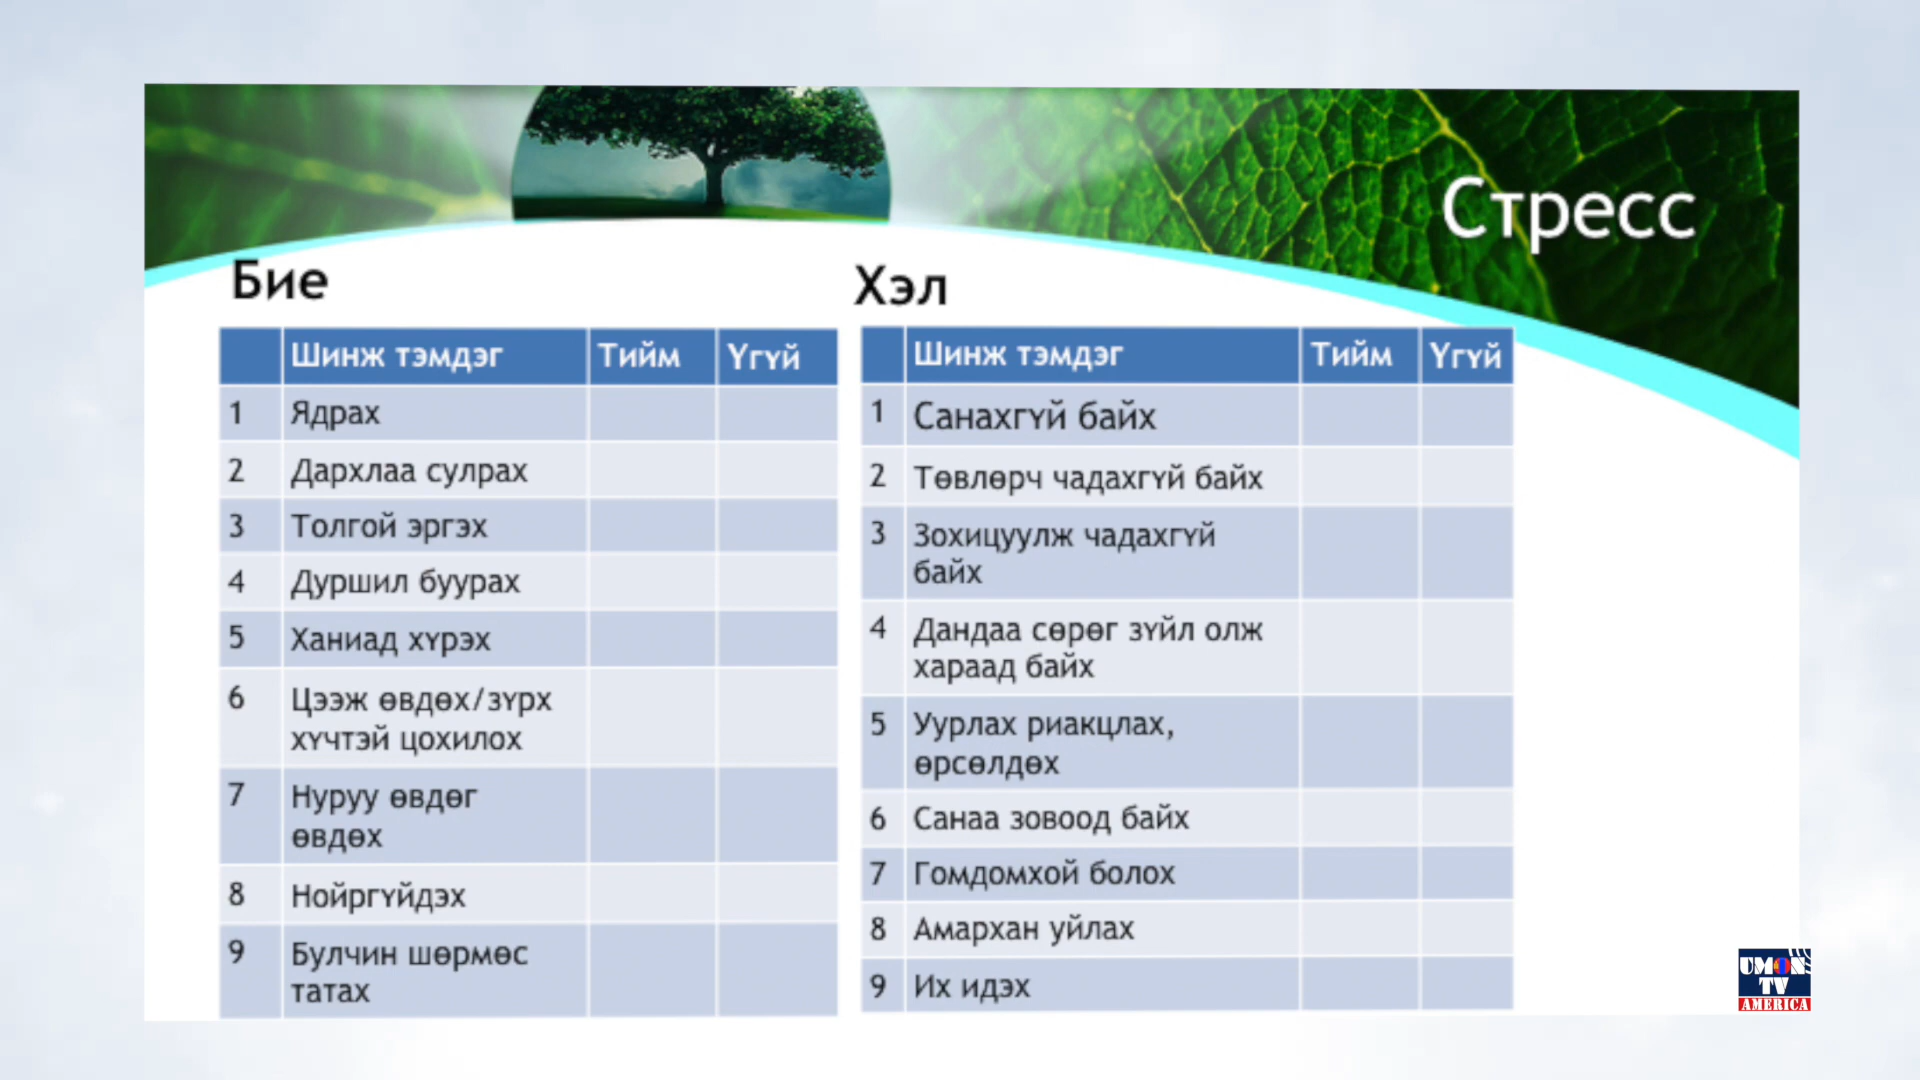 Стресс
Бие
Шинж тэмдэг Тийм Үгүй
1 Ядрах
2 Дархлаа сулрах
3 Толгой эргэх
4 Дуршил буурах
5 Ханиад хүрэх
6 Цээж өвдөх/зүрх
хүчтэй цохилох
7 Нуруу өвдөг
өвдөх
8 Нойргүйдэх
9 Булчин шөрмөс
татах
Хэл
Шинж тэмдэг Тийм Үгүй
1 Санахгүй байх
2 Төвлөрч чадахгүй байх
3 Зохицуулж чадахгүй
байх
4 Дандаа сөрөг зүйл олж
хараад байх
5 Уурлах риакцлах,
өрсөлдөх
6 Санаа зовоод байх
7 Гомдомхой болох
8 Амархан уйлах
9 Их идэх
UMON
TV
AMERICA